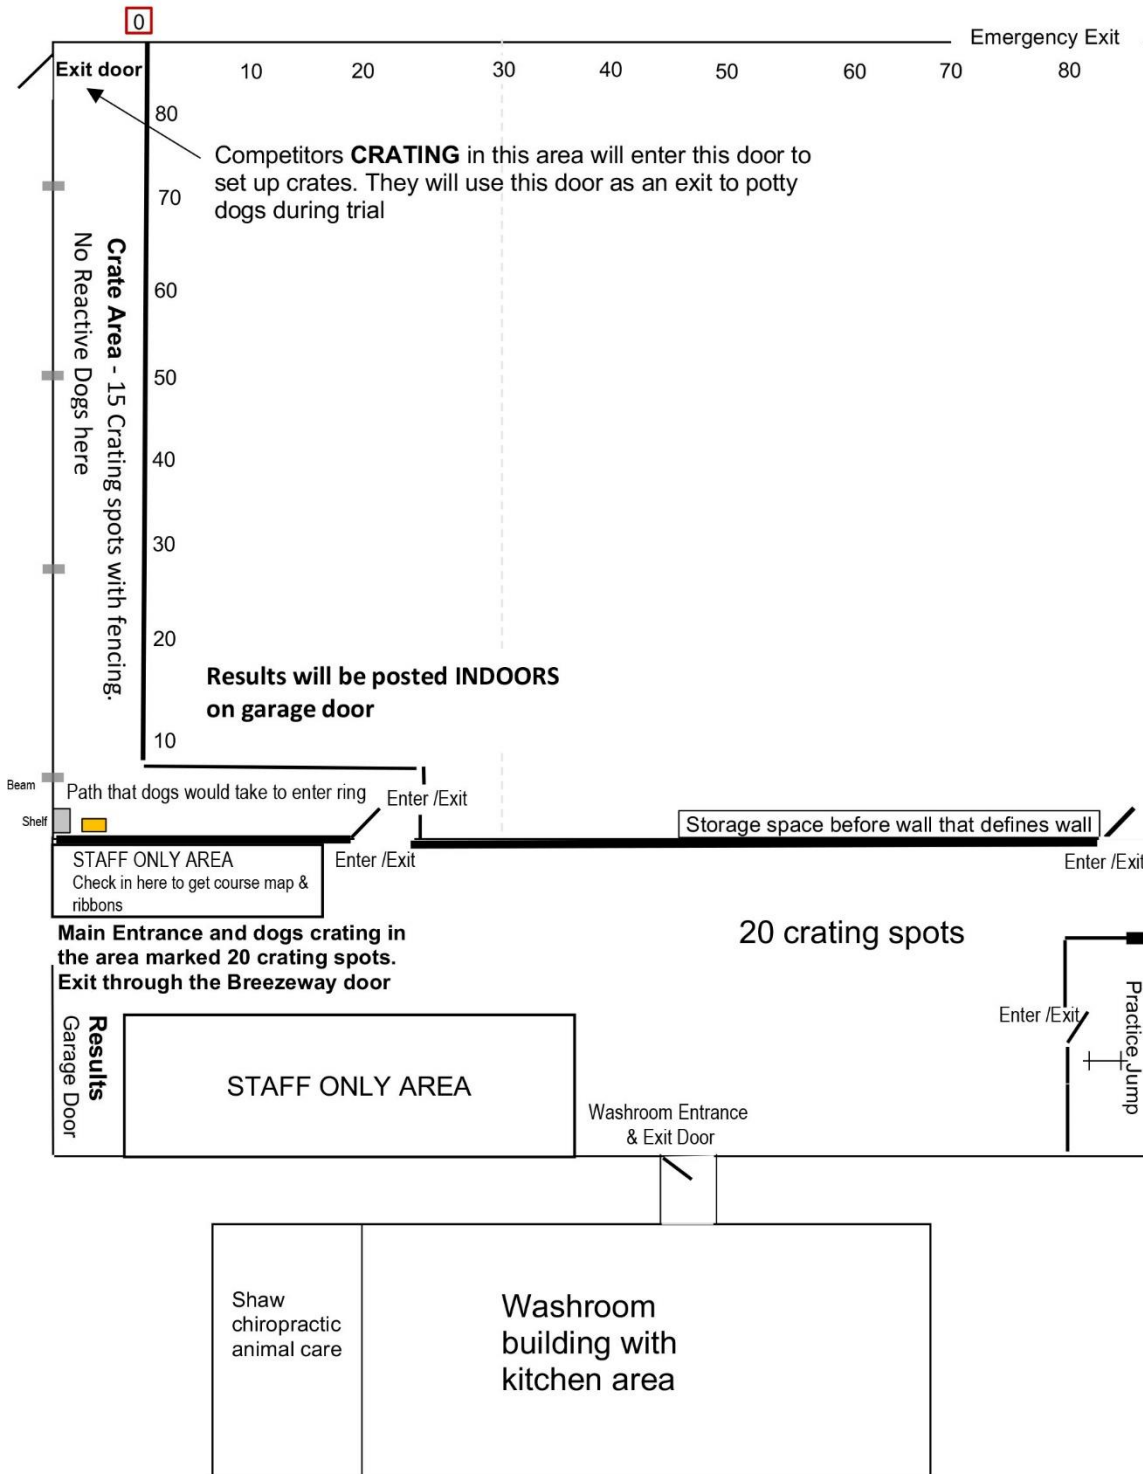 0
Emergency Exit
Exit door
10 20 30 40 50 60 70 80
80
Competitors CRATING in this area will enter this door to
set up crates. They will use this door as an exit to potty
dogs during trial
70
60
50
40
30
20
10
Crate Area - 15 Crating spots with fencing.
No Reactive Dogs here
Results will be posted INDOORS
on garage door
Beam
Path that dogs would take to enter ring
Enter /Exit
Shelf
Storage space before wall that defines wall
STAFF ONLY AREA
Check in here to get course map &
ribbons
Enter /Exit
Enter /Exit
Main Entrance and dogs crating in
the area marked 20 crating spots.
Exit through the Breezeway door
20 crating spots
Results
Garage Door
STAFF ONLY AREA
Enter /Exit
Practice Jump
Washroom Entrance
& Exit Door
Shaw
chiropractic
animal care
Washroom
building with
kitchen area